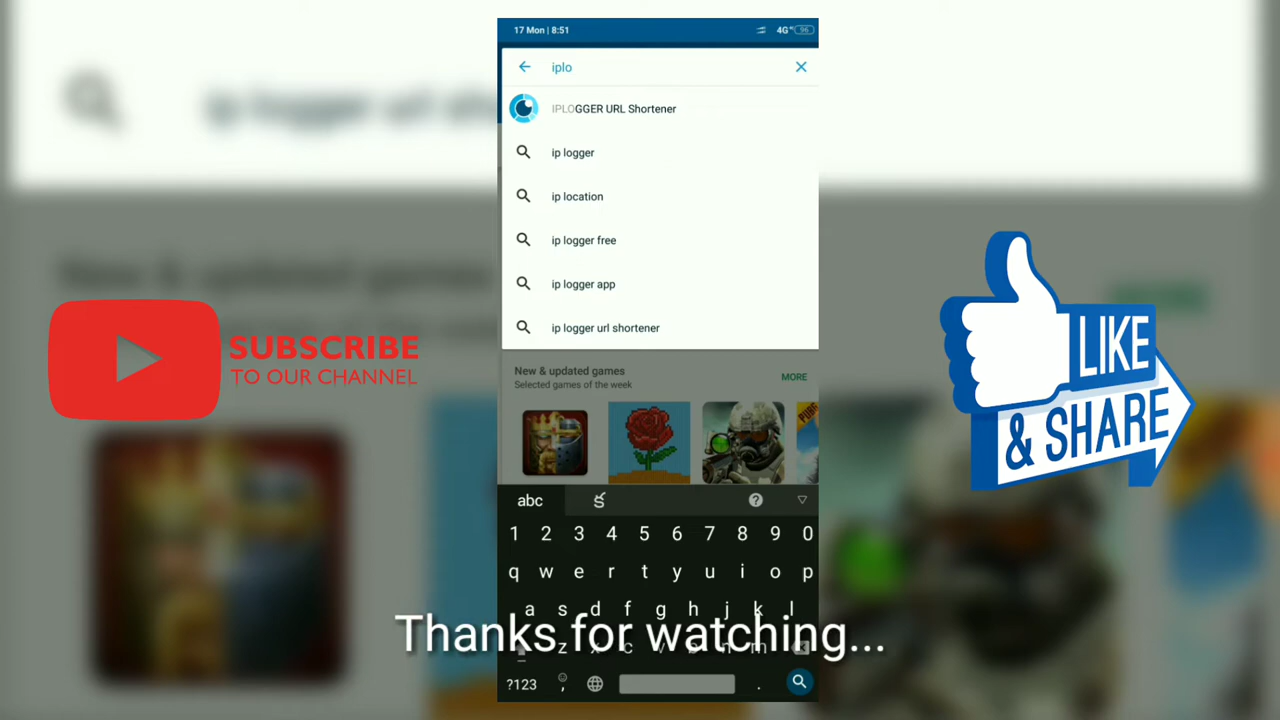 17 Mon | 8:51
4G 96
iplo
IPLOGGER URL Shortener
ip logger
ip location
ip logger free
ip logger app
ip logger url shortener
New & updated games
Selected games of the week
MORE
SUBSCRIBE
TO OUR CHANNEL
LIKE
& SHARE
abc
1 2 3 4 5 6 7 8 9 0
q w e r t y u i o p
a s d f g h j k l
Thanks for watching...
z x c v b n m
?123 , .